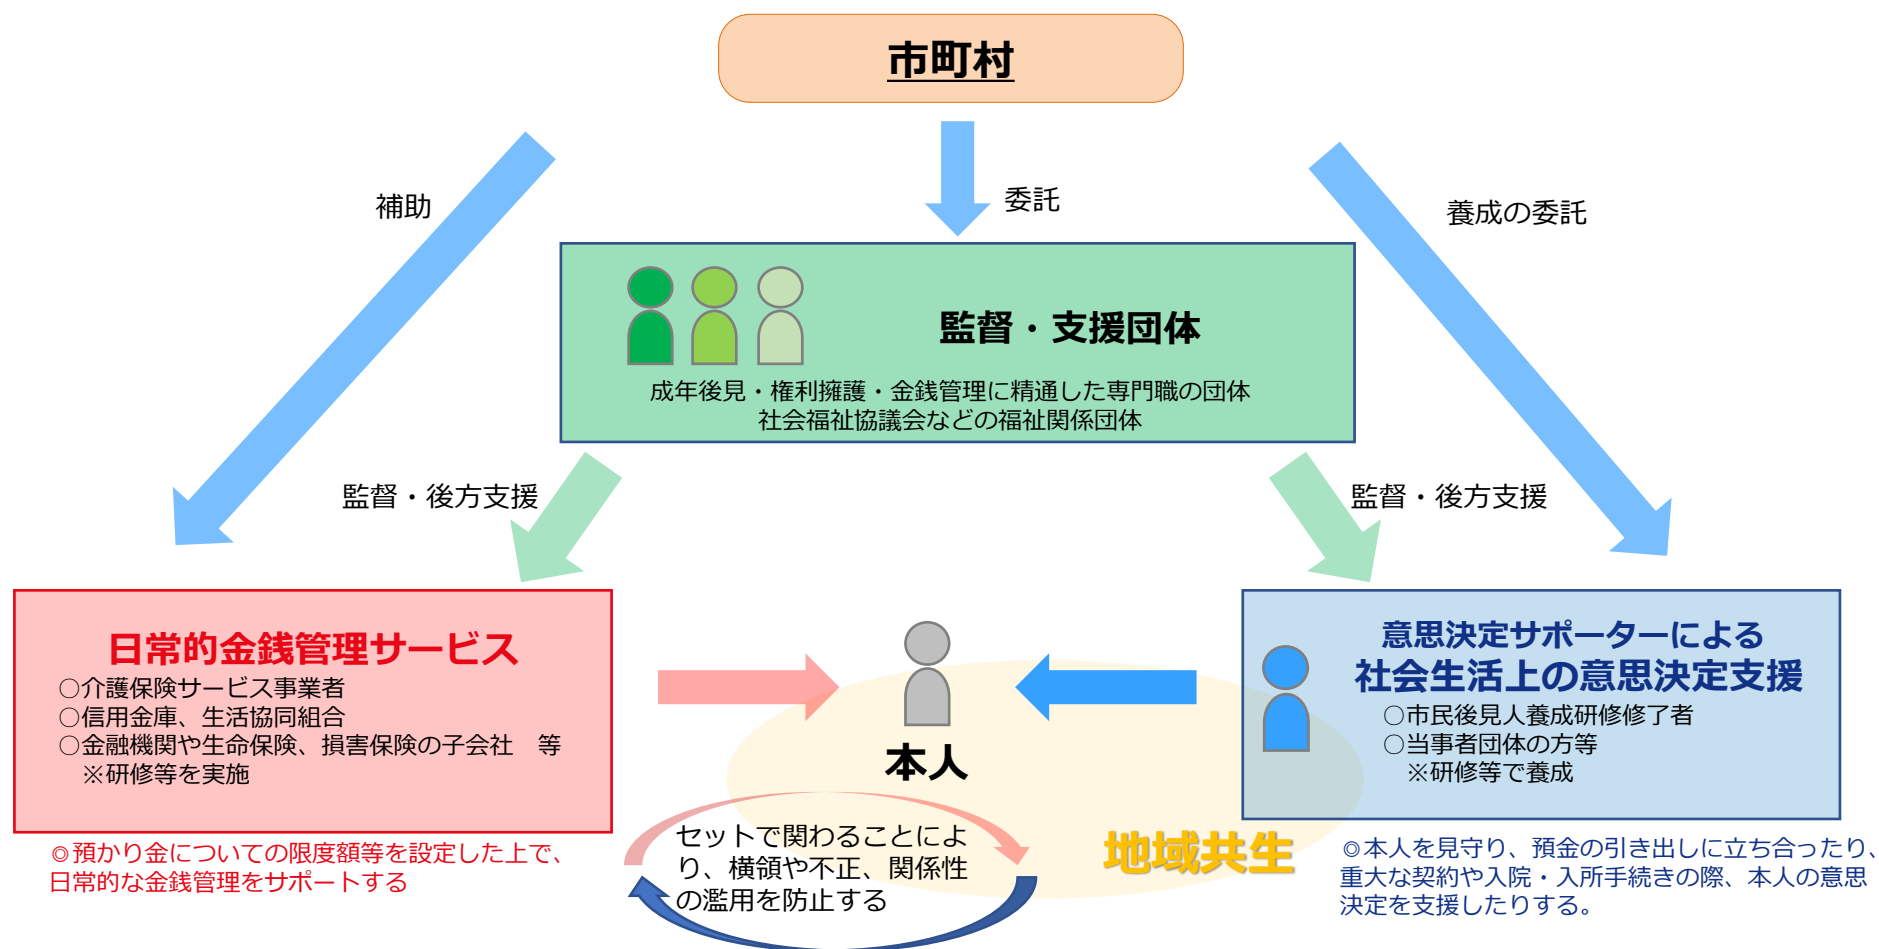 市町村
補助
委託
養成の委託
監督・支援団体
成年後見・権利擁護・金銭管理に精通した専門職の団体
社会福祉協議会などの福祉関係団体
監督・後方支援
監督・後方支援
日常的金銭管理サービス
○介護保険サービス事業者
○信用金庫、生活協同組合
○金融機関や生命保険、損害保険の子会社　等
※研修等を実施
◎預かり金についての限度額等を設定した上で、
日常的な金銭管理をサポートする
本人
セットで関わることによ
り、横領や不正、関係性
の濫用を防止する
地域共生
意思決定サポーターによる
社会生活上の意思決定支援
○市民後見人養成研修修了者
○当事者団体の方等
※研修等で養成
◎本人を見守り、預金の引き出しに立ち合ったり、
重大な契約や入院・入所手続きの際、本人の意思
決定を支援したりする。